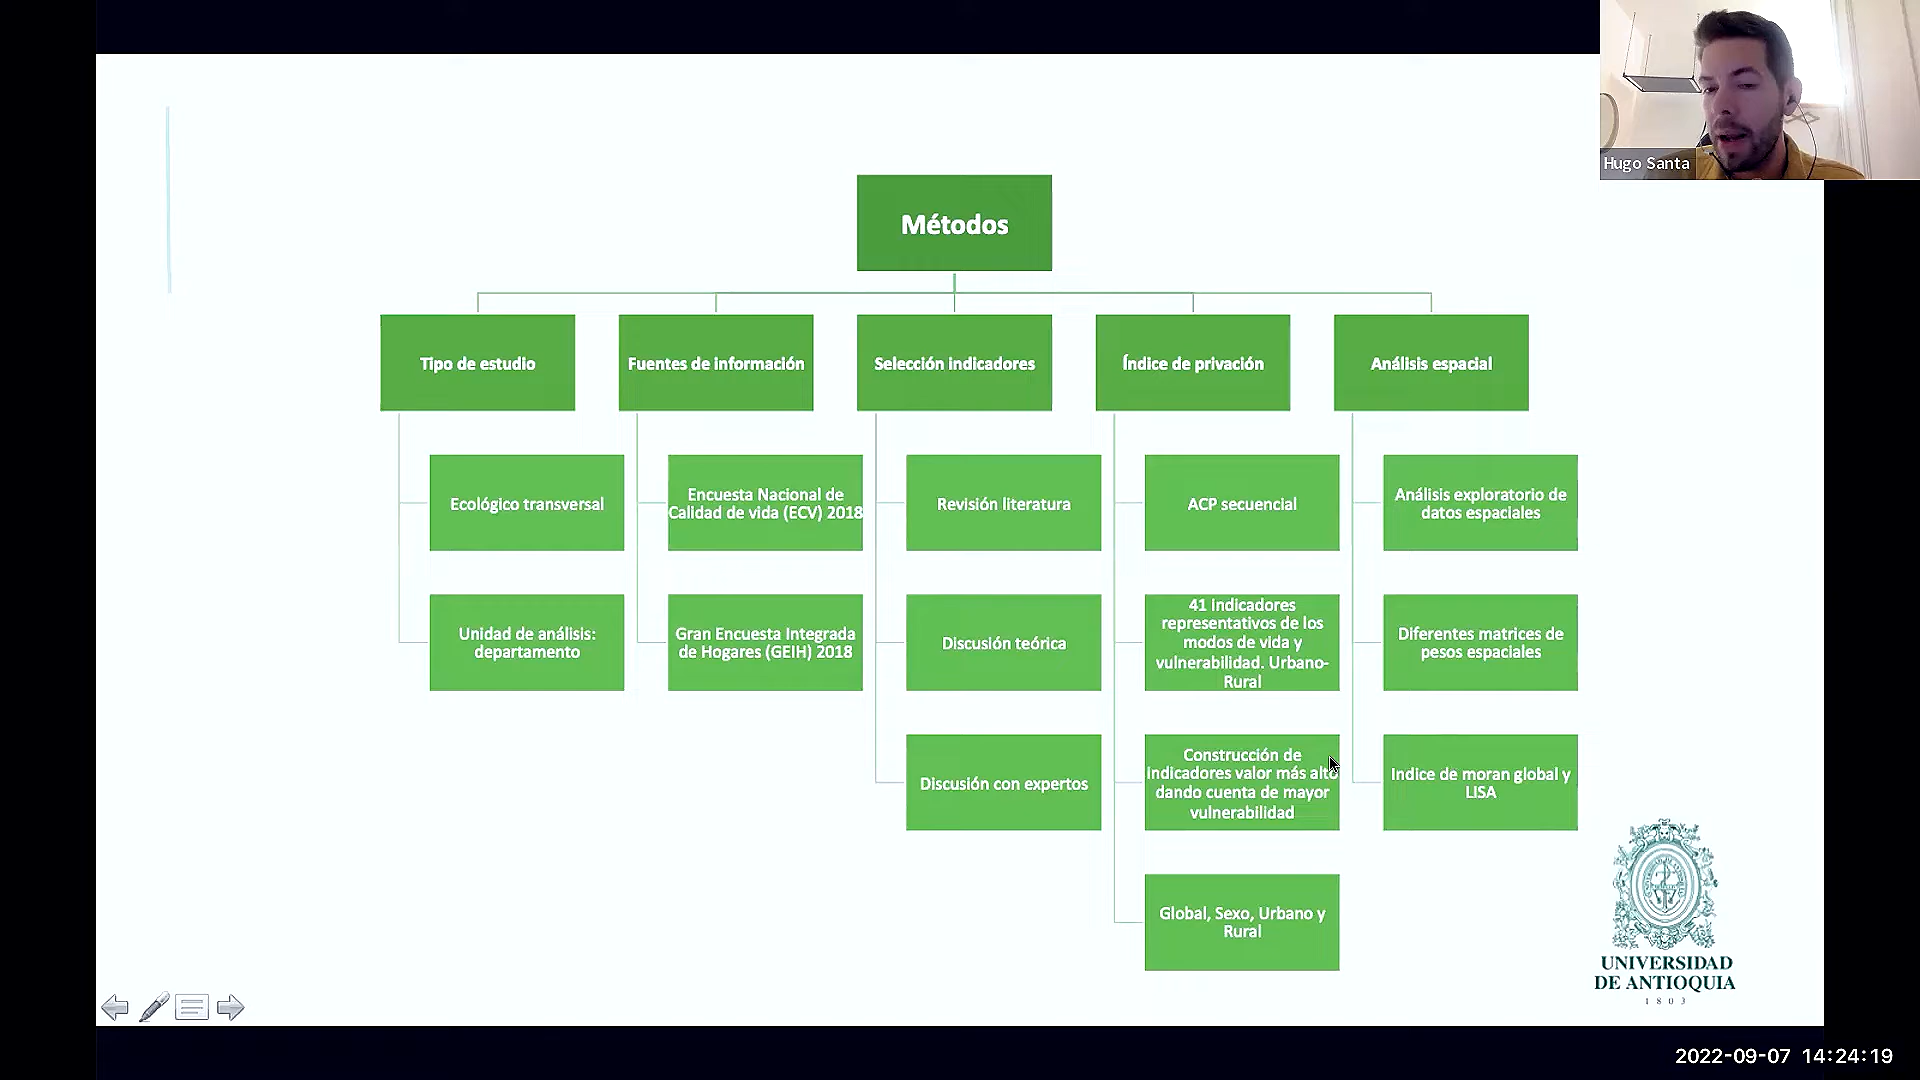 Hugo Santa
Métodos
Tipo de estudio
Fuentes de información
Selección indicadores
Índice de privación
Análisis espacial
Ecológico transversal
Unidad de análisis:
departamento
Encuesta Nacional de
Calidad de vida (ECV) 2018
Gran Encuesta Integrada
de Hogares (GEIH) 2018
Revisión literatura
Discusión teórica
Discusión con expertos
ACP secuencial
41 indicadores
representativos de los
modos de vida y
vulnerabilidad. Urbano-
Rural
Construcción de
indicadores valor más alto
dando cuenta de mayor
vulnerabilidad
Global, Sexo, Urbano y
Rural
Análisis exploratorio de
datos espaciales
Diferentes matrices de
pesos espaciales
Indice de moran global y
LISA
UNIVERSIDAD
DE ANTIOQUIA
1803
2022-09-07 14:24:19